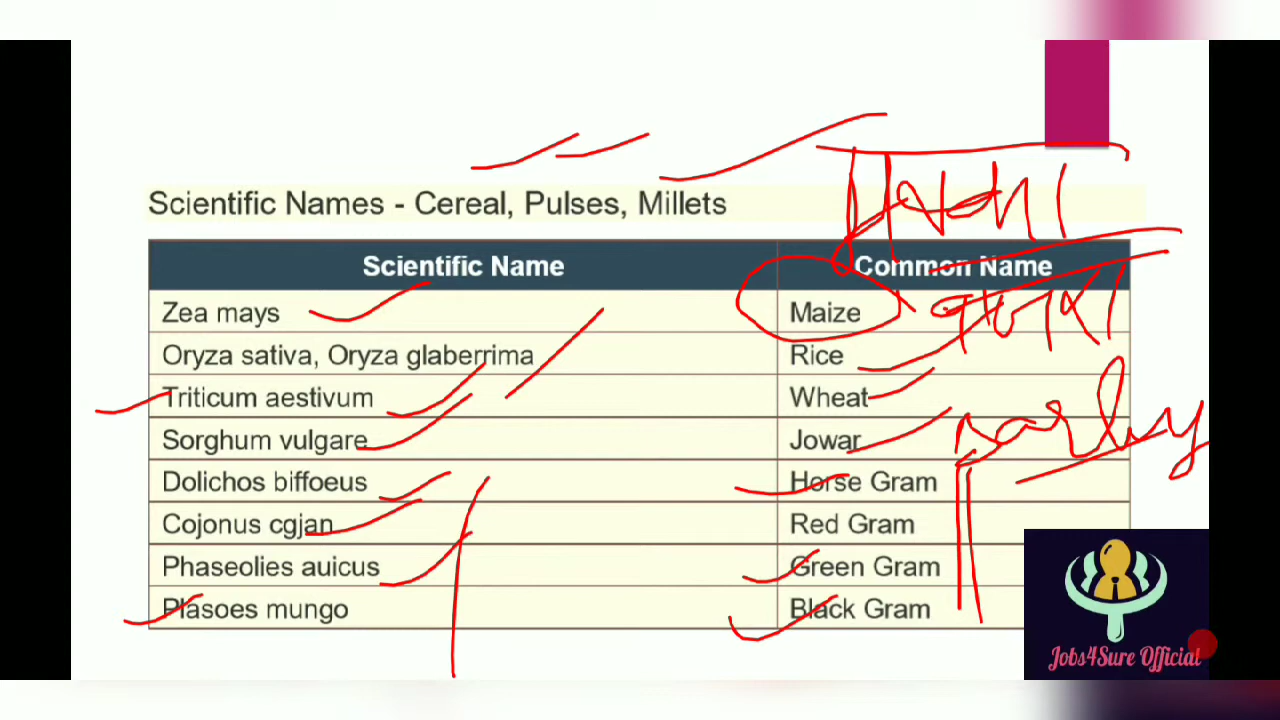 Scientific Names - Cereal, Pulses, Millets
Scientific Name Common Name
Zea mays Maize
Oryza sativa, Oryza glaberrima Rice
Triticum aestivum Wheat
Sorghum vulgare Jowar
barley
Dolichos biffoeus Horse Gram
Cojonus cgjan Red Gram
Phaseolies auicus Green Gram
Plasoes mungo Black Gram
Jobs4Sure Official